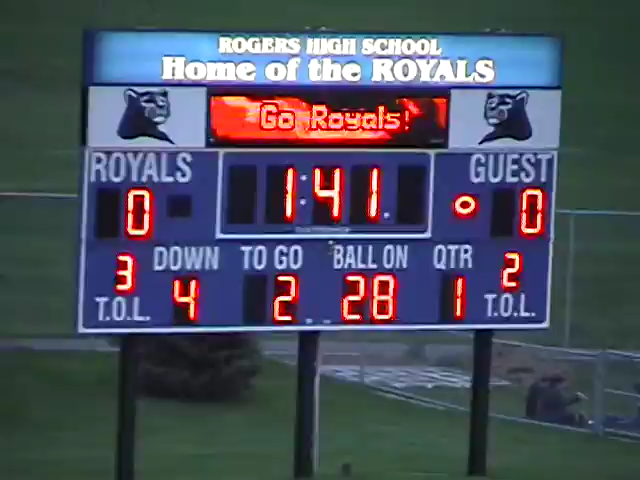 ROGERS HIGH SCHOOL
Home of the ROYALS
Go Royals!
ROYALS 1:41. GUEST
0 0
DOWN TO GO BALL ON QTR
3 4 2 28 1 2
T.O.L. T.O.L.